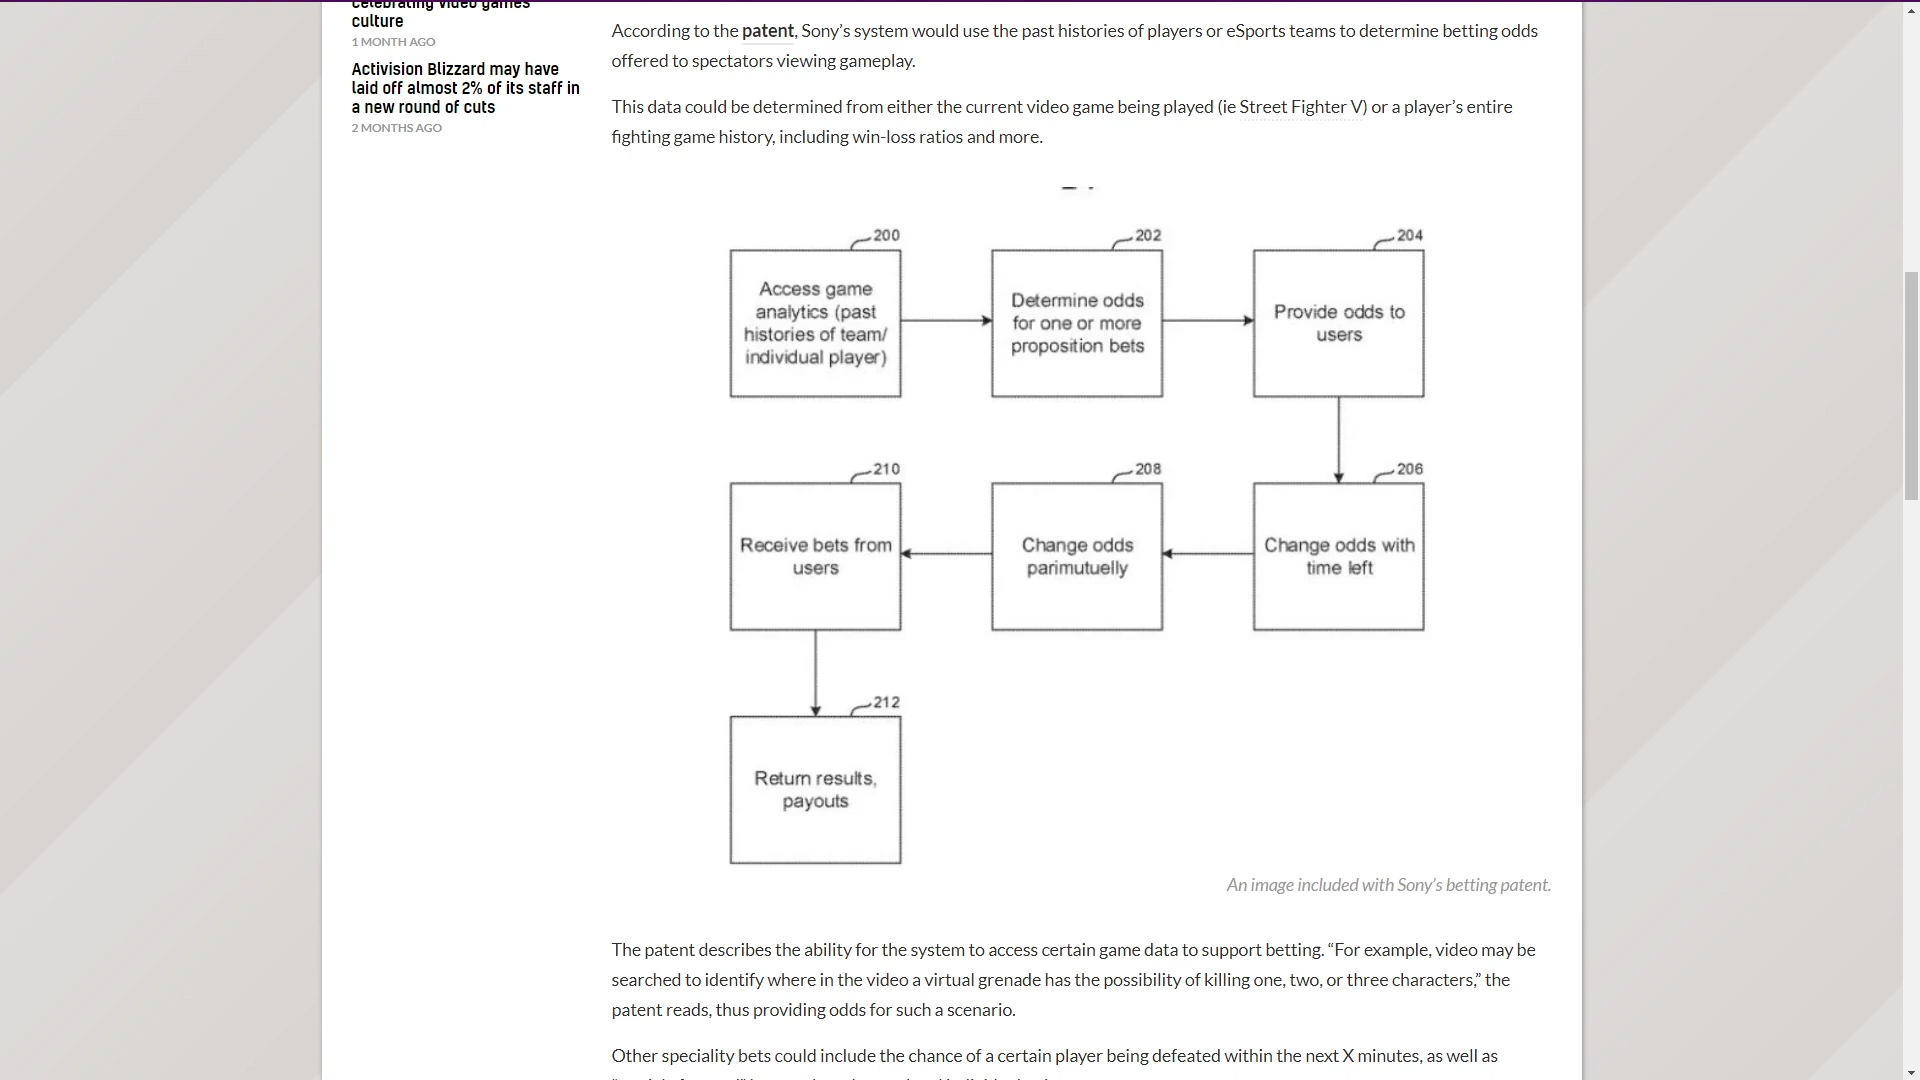 celebrating video games
culture
1 MONTH AGO
Activision Blizzard may have
laid off almost 2% of its staff in
a new round of cuts
2 MONTHS AGO
According to the patent, Sony’s system would use the past histories of players or eSports teams to determine betting odds
offered to spectators viewing gameplay.
This data could be determined from either the current video game being played (ie Street Fighter V) or a player’s entire
fighting game history, including win-loss ratios and more.
200
Access game
analytics (past
histories of team/
individual player)
202
Determine odds
for one or more
proposition bets
204
Provide odds to
users
206
Change odds with
time left
208
Change odds
parimutuelly
210
Receive bets from
users
212
Return results,
payouts
An image included with Sony’s betting patent.
The patent describes the ability for the system to access certain game data to support betting. “For example, video may be
searched to identify where in the video a virtual grenade has the possibility of killing one, two, or three characters,” the
patent reads, thus providing odds for such a scenario.
Other speciality bets could include the chance of a certain player being defeated within the next X minutes, as well as